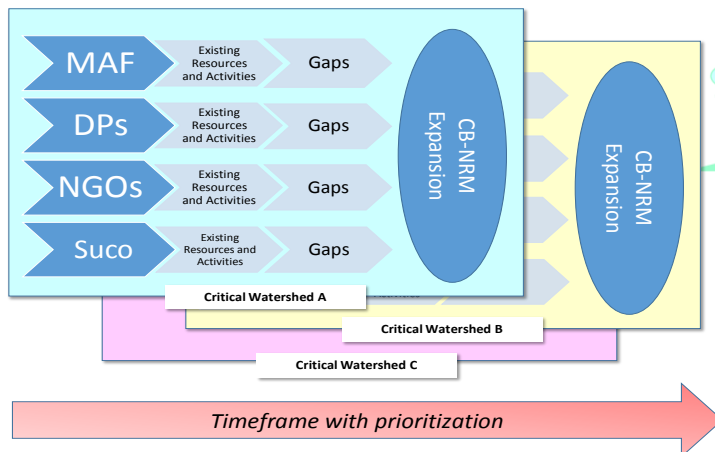 MAF
Existing
Resources
and Activities
Gaps
DPs
Existing
Resources
and Activities
Gaps
NGOs
Existing
Resources
and Activities
Gaps
Suco
Existing
Resources and
Activities
Gaps
CB-NRM
Expansion
CB-NRM
Expansion
Critical Watershed A
Critical Watershed B
Critical Watershed C
Timeframe with prioritization